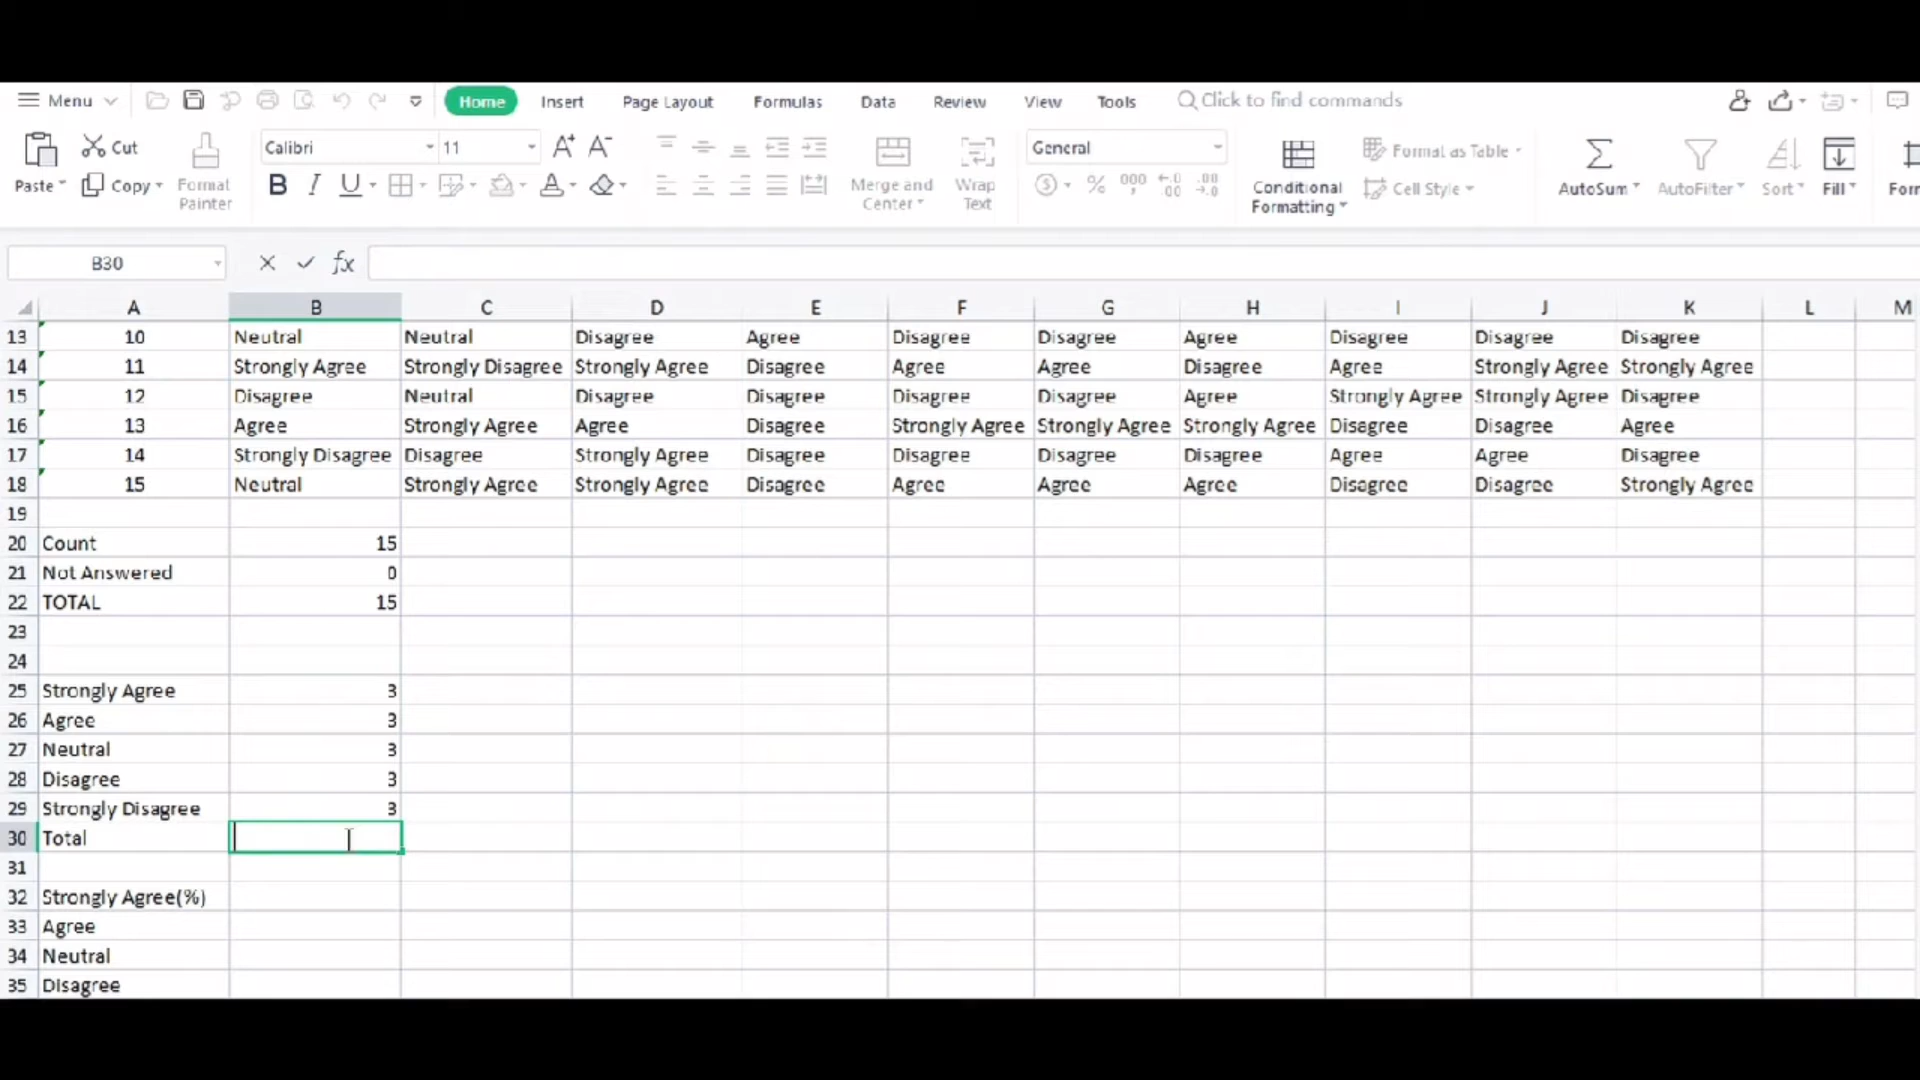 Menu Home Insert Page Layout Formulas Data Review View Tools Click to find commands
Cut Calibri 11 General Format as Table
Paste Copy Format Painter Merge and Center Wrap Text Conditional Formatting Cell Style AutoSum AutoFilter Sort Fill
B30 fx
A B C D E F G H I J K L M
13 10 Neutral Neutral Disagree Agree Disagree Disagree Agree Disagree Disagree Disagree
14 11 Strongly Agree Strongly Disagree Strongly Agree Disagree Agree Agree Disagree Agree Strongly Agree Strongly Agree
15 12 Disagree Neutral Disagree Disagree Disagree Disagree Agree Strongly Agree Strongly Agree Disagree
16 13 Agree Strongly Agree Agree Disagree Strongly Agree Strongly Agree Strongly Agree Disagree Disagree Agree
17 14 Strongly Disagree Disagree Strongly Agree Disagree Disagree Disagree Disagree Agree Agree Disagree
18 15 Neutral Strongly Agree Strongly Agree Disagree Agree Agree Agree Disagree Disagree Strongly Agree
19
20 Count 15
21 Not Answered 0
22 TOTAL 15
23
24
25 Strongly Agree 3
26 Agree 3
27 Neutral 3
28 Disagree 3
29 Strongly Disagree 3
30 Total
31
32 Strongly Agree(%)
33 Agree
34 Neutral
35 Disagree